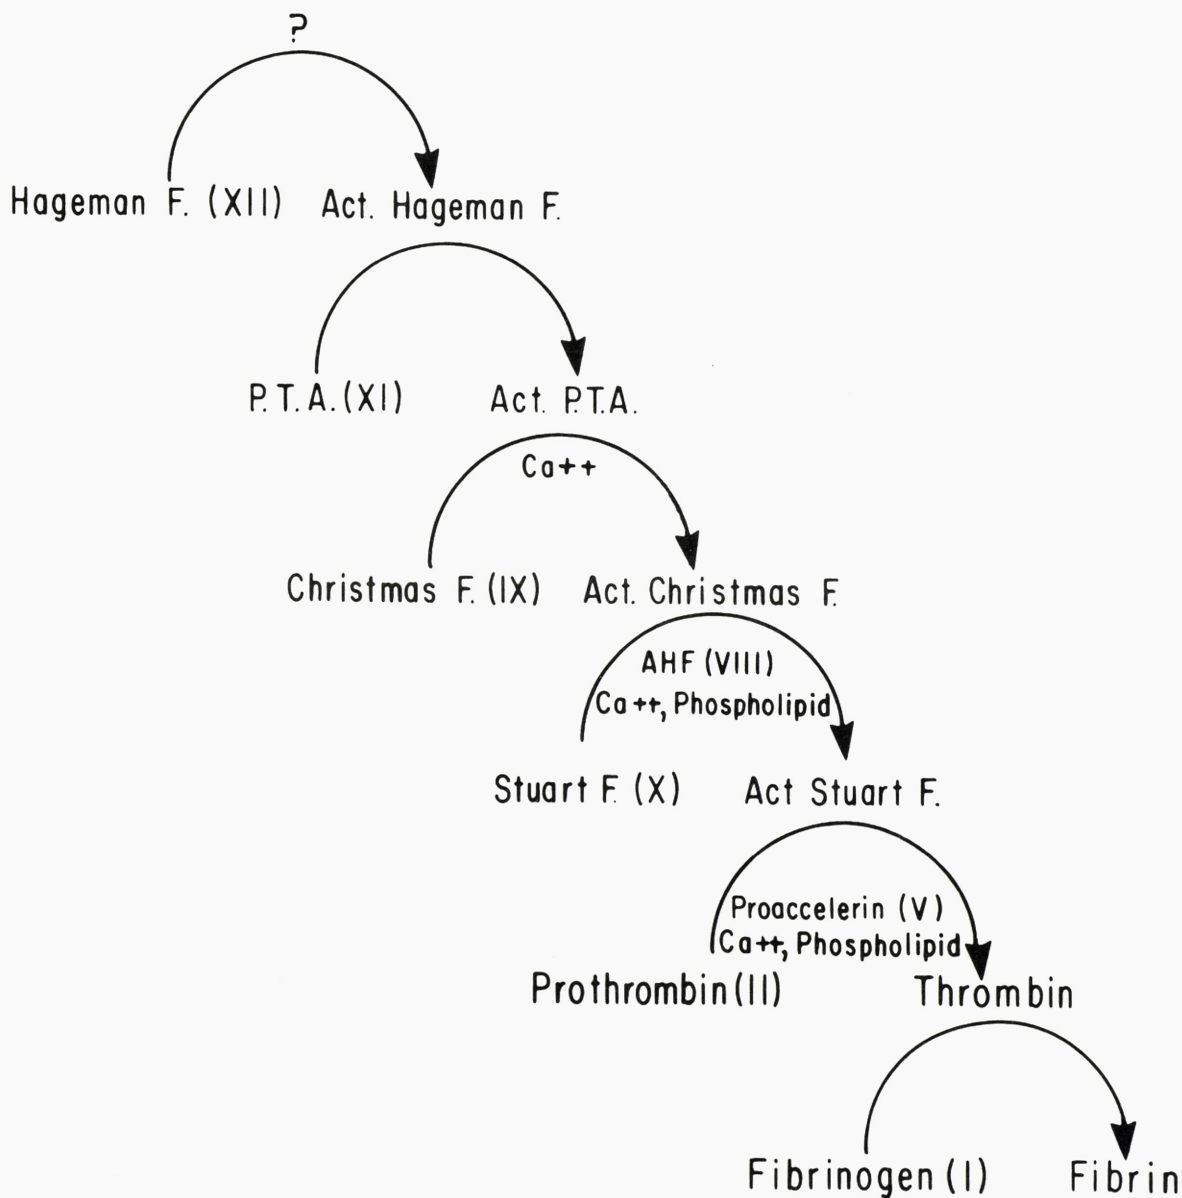 ?
Hageman F. (XII) Act. Hageman F.
P.T.A. (XI) Act. P.T.A.
Ca++
Christmas F. (IX) Act. Christmas F.
AHF (VIII)
Ca++, Phospholipid
Stuart F. (X) Act Stuart F.
Proaccelerin (V)
Ca++, Phospholipid
Prothrombin (II) Thrombin
Fibrinogen (I) Fibrin